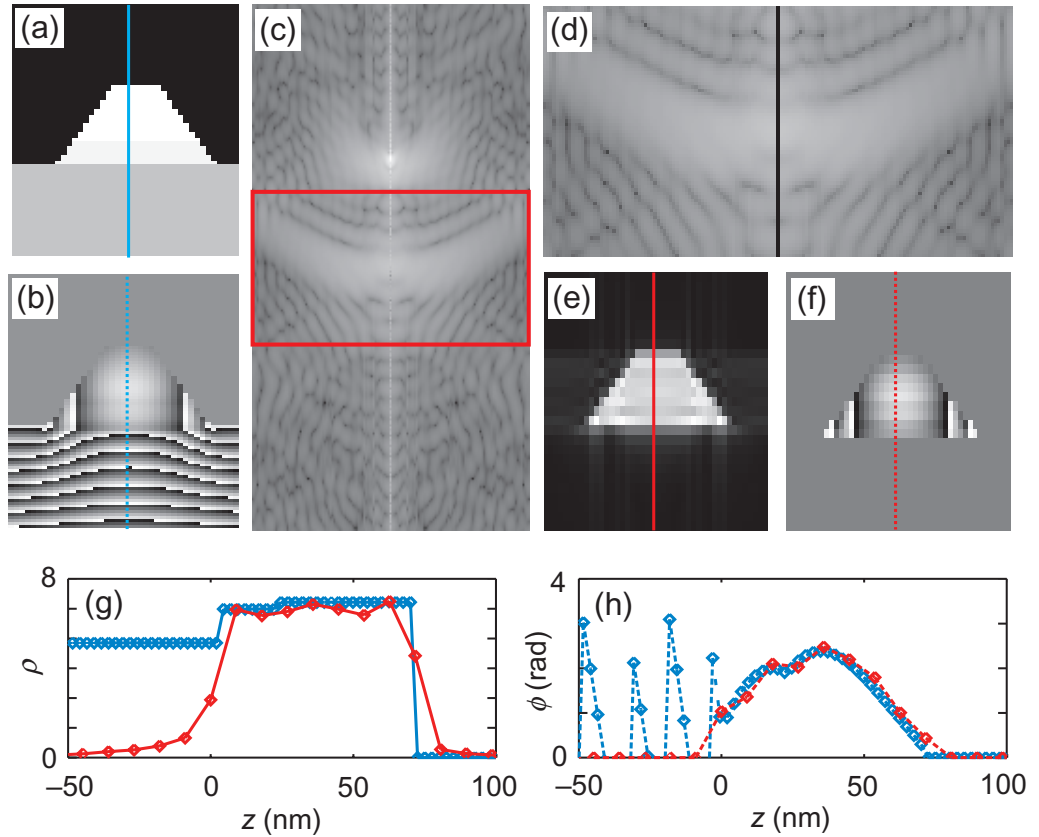 (a)
(b)
(c)
(d)
(e)
(f)
(g)
8
ρ
0
−50
0
50
100
z (nm)
(h)
4
ϕ (rad)
0
−50
0
50
100
z (nm)